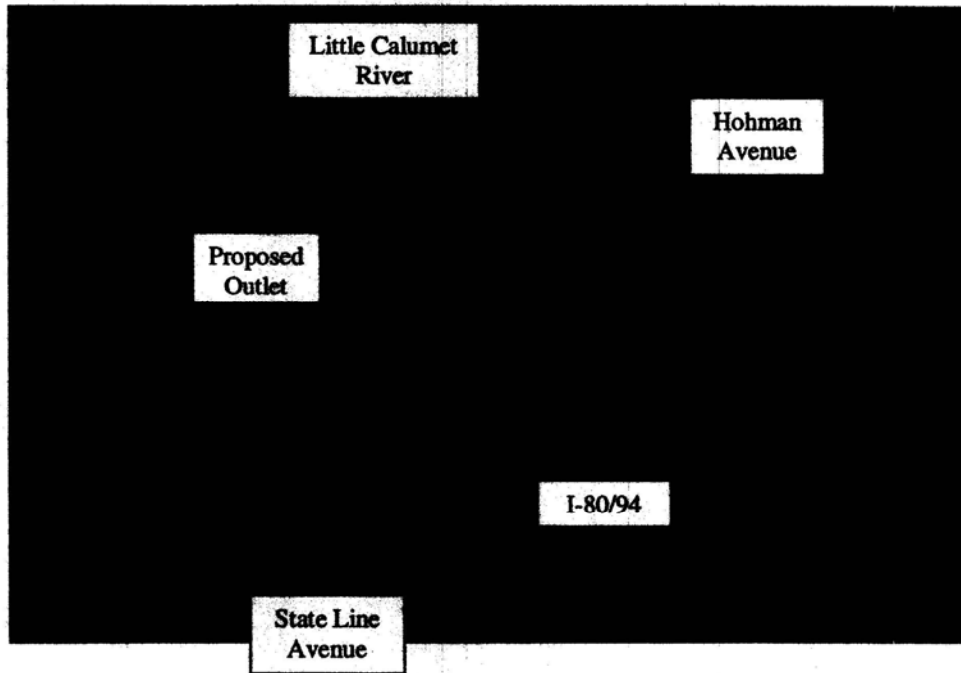 Little Calumet
River
Hohman
Avenue
Proposed
Outlet
I-80/94
State Line
Avenue